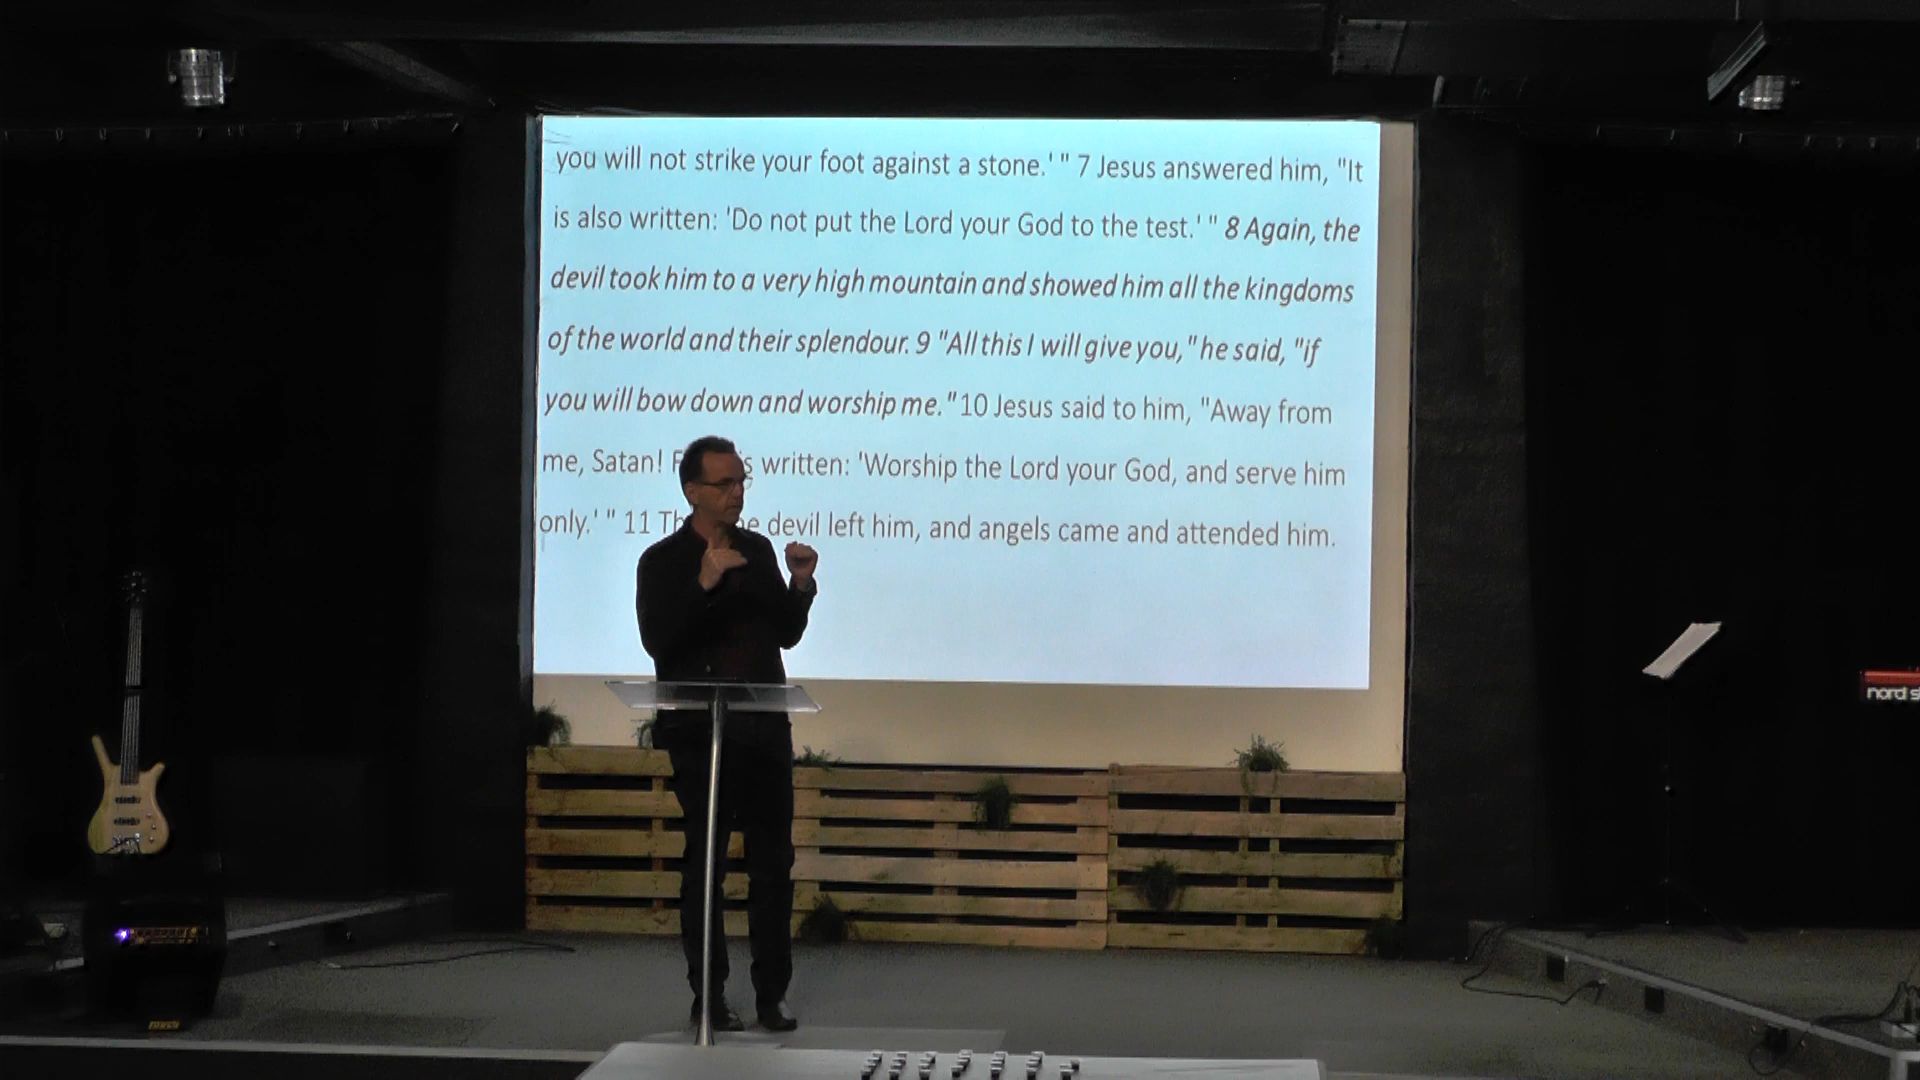 you will not strike your foot against a stone.' " 7 Jesus answered him, "It
is also written: 'Do not put the Lord your God to the test.' " 8 Again, the
devil took him to a very high mountain and showed him all the kingdoms
of the world and their splendour. 9 "All this I will give you," he said, "if
you will bow down and worship me." 10 Jesus said to him, "Away from
me, Satan! written: 'Worship the Lord your God, and serve him
only.' " 11 devil left him, and angels came and attended him.
nord